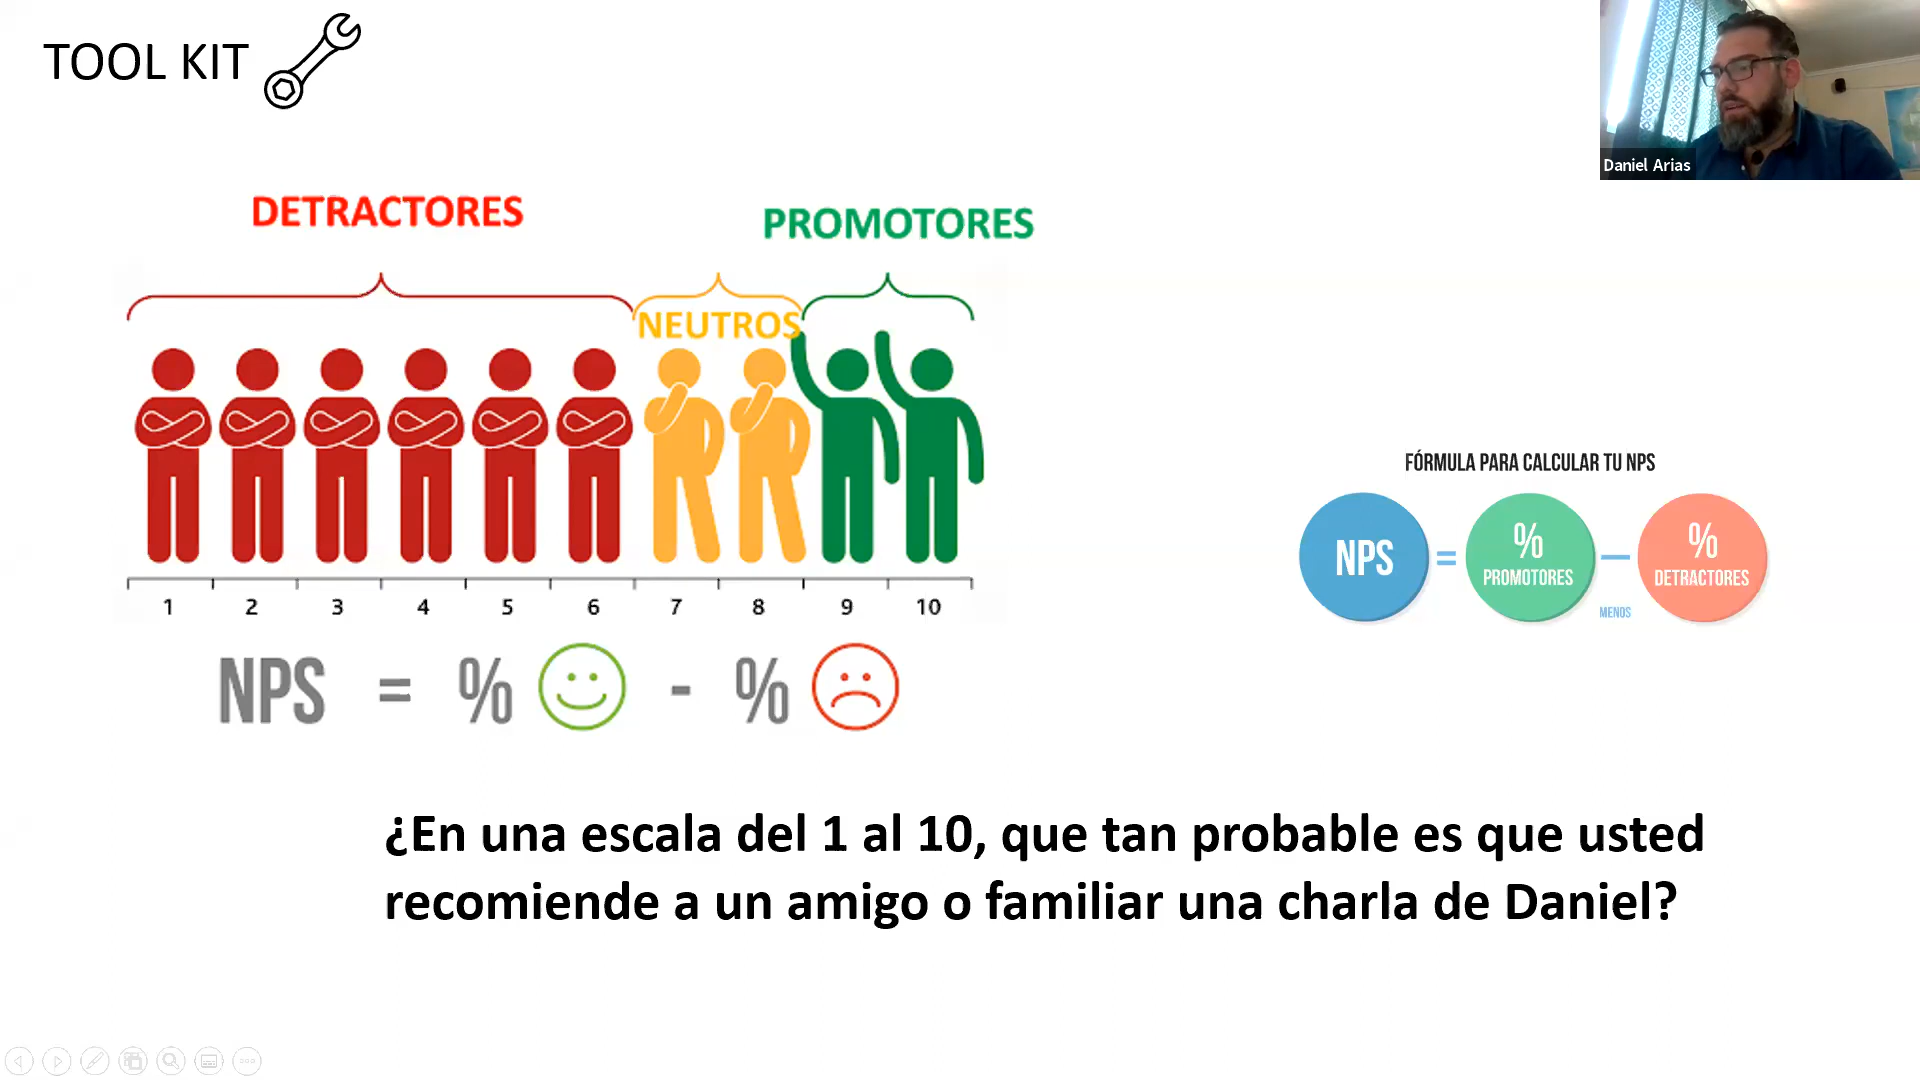 TOOL KIT
Daniel Arias
DETRACTORES
PROMOTORES
NEUTROS
1 2 3 4 5 6 7 8 9 10
NPS = % - %
FÓRMULA PARA CALCULAR TU NPS
NPS = % PROMOTORES — % DETRACTORES
MENOS
¿En una escala del 1 al 10, que tan probable es que usted
recomiende a un amigo o familiar una charla de Daniel?